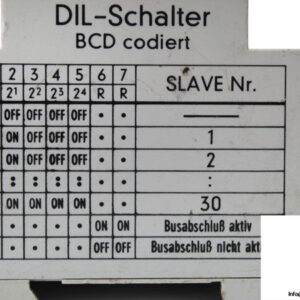 DIL-Schalter
BCD codiert
2 3 4 5 6 7 SLAVE Nr.
2¹ 2² 2³ 2⁴ R R
OFF OFF OFF OFF • • ———
ON OFF OFF OFF • • 1
ON OFF OFF OFF • • 2
: : : : • • :
ON ON ON ON • • 30
• • • • ON ON Busabschluß aktiv
• • • • OFF OFF Busabschluß nicht akt